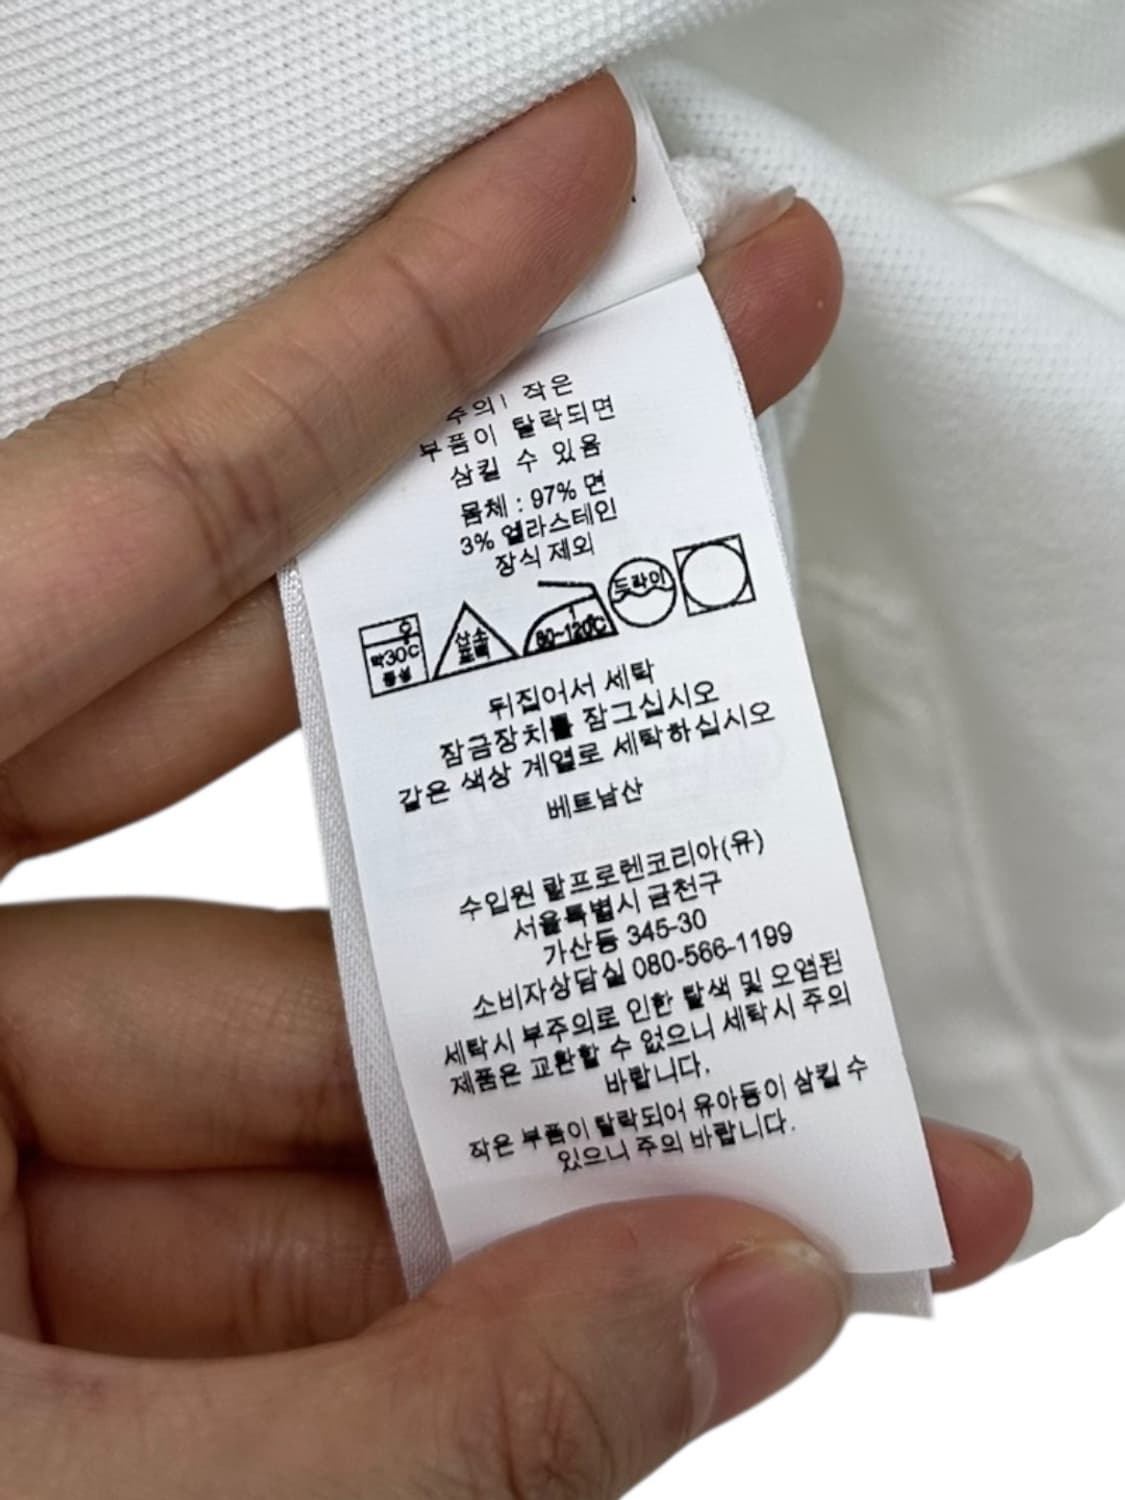 주의! 작은
부품이 탈락되면
삼킬 수 있음
몸체 : 97% 면
3% 엘라스테인
장식 제외
약30℃
중성
산소
표백
80~120℃
드라이
뒤집어서 세탁
잠금장치를 잠그십시오
같은 색상 계열로 세탁하십시오
베트남산
수입원 랄프로렌코리아(유)
서울특별시 금천구
가산동 345-30
소비자상담실 080-566-1199
세탁시 부주의로 인한 탈색 및 오염된
제품은 교환할 수 없으니 세탁시 주의
바랍니다.
작은 부품이 탈락되어 유아등이 삼킬 수
있으니 주의 바랍니다.